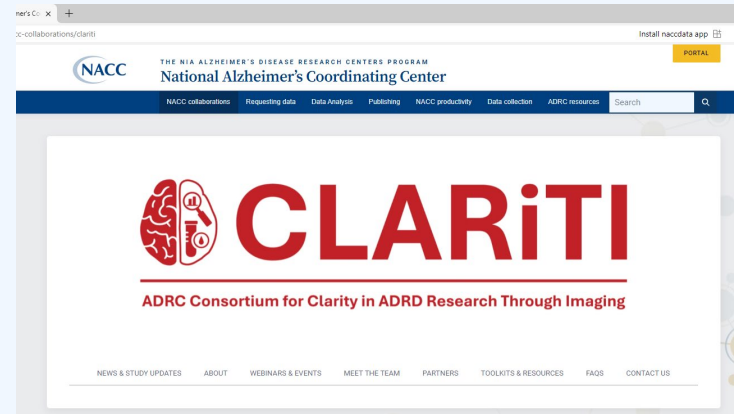 ner's Co
cc-collaborations/clariti
Install naccdata app
NACC
THE NIA ALZHEIMER'S DISEASE RESEARCH CENTERS PROGRAM
National Alzheimer's Coordinating Center
PORTAL
NACC collaborations Requesting data Data Analysis Publishing NACC productivity Data collection ADRC resources Search
CLARiTI
ADRC Consortium for Clarity in ADRD Research Through Imaging
NEWS & STUDY UPDATES ABOUT WEBINARS & EVENTS MEET THE TEAM PARTNERS TOOLKITS & RESOURCES FAQS CONTACT US